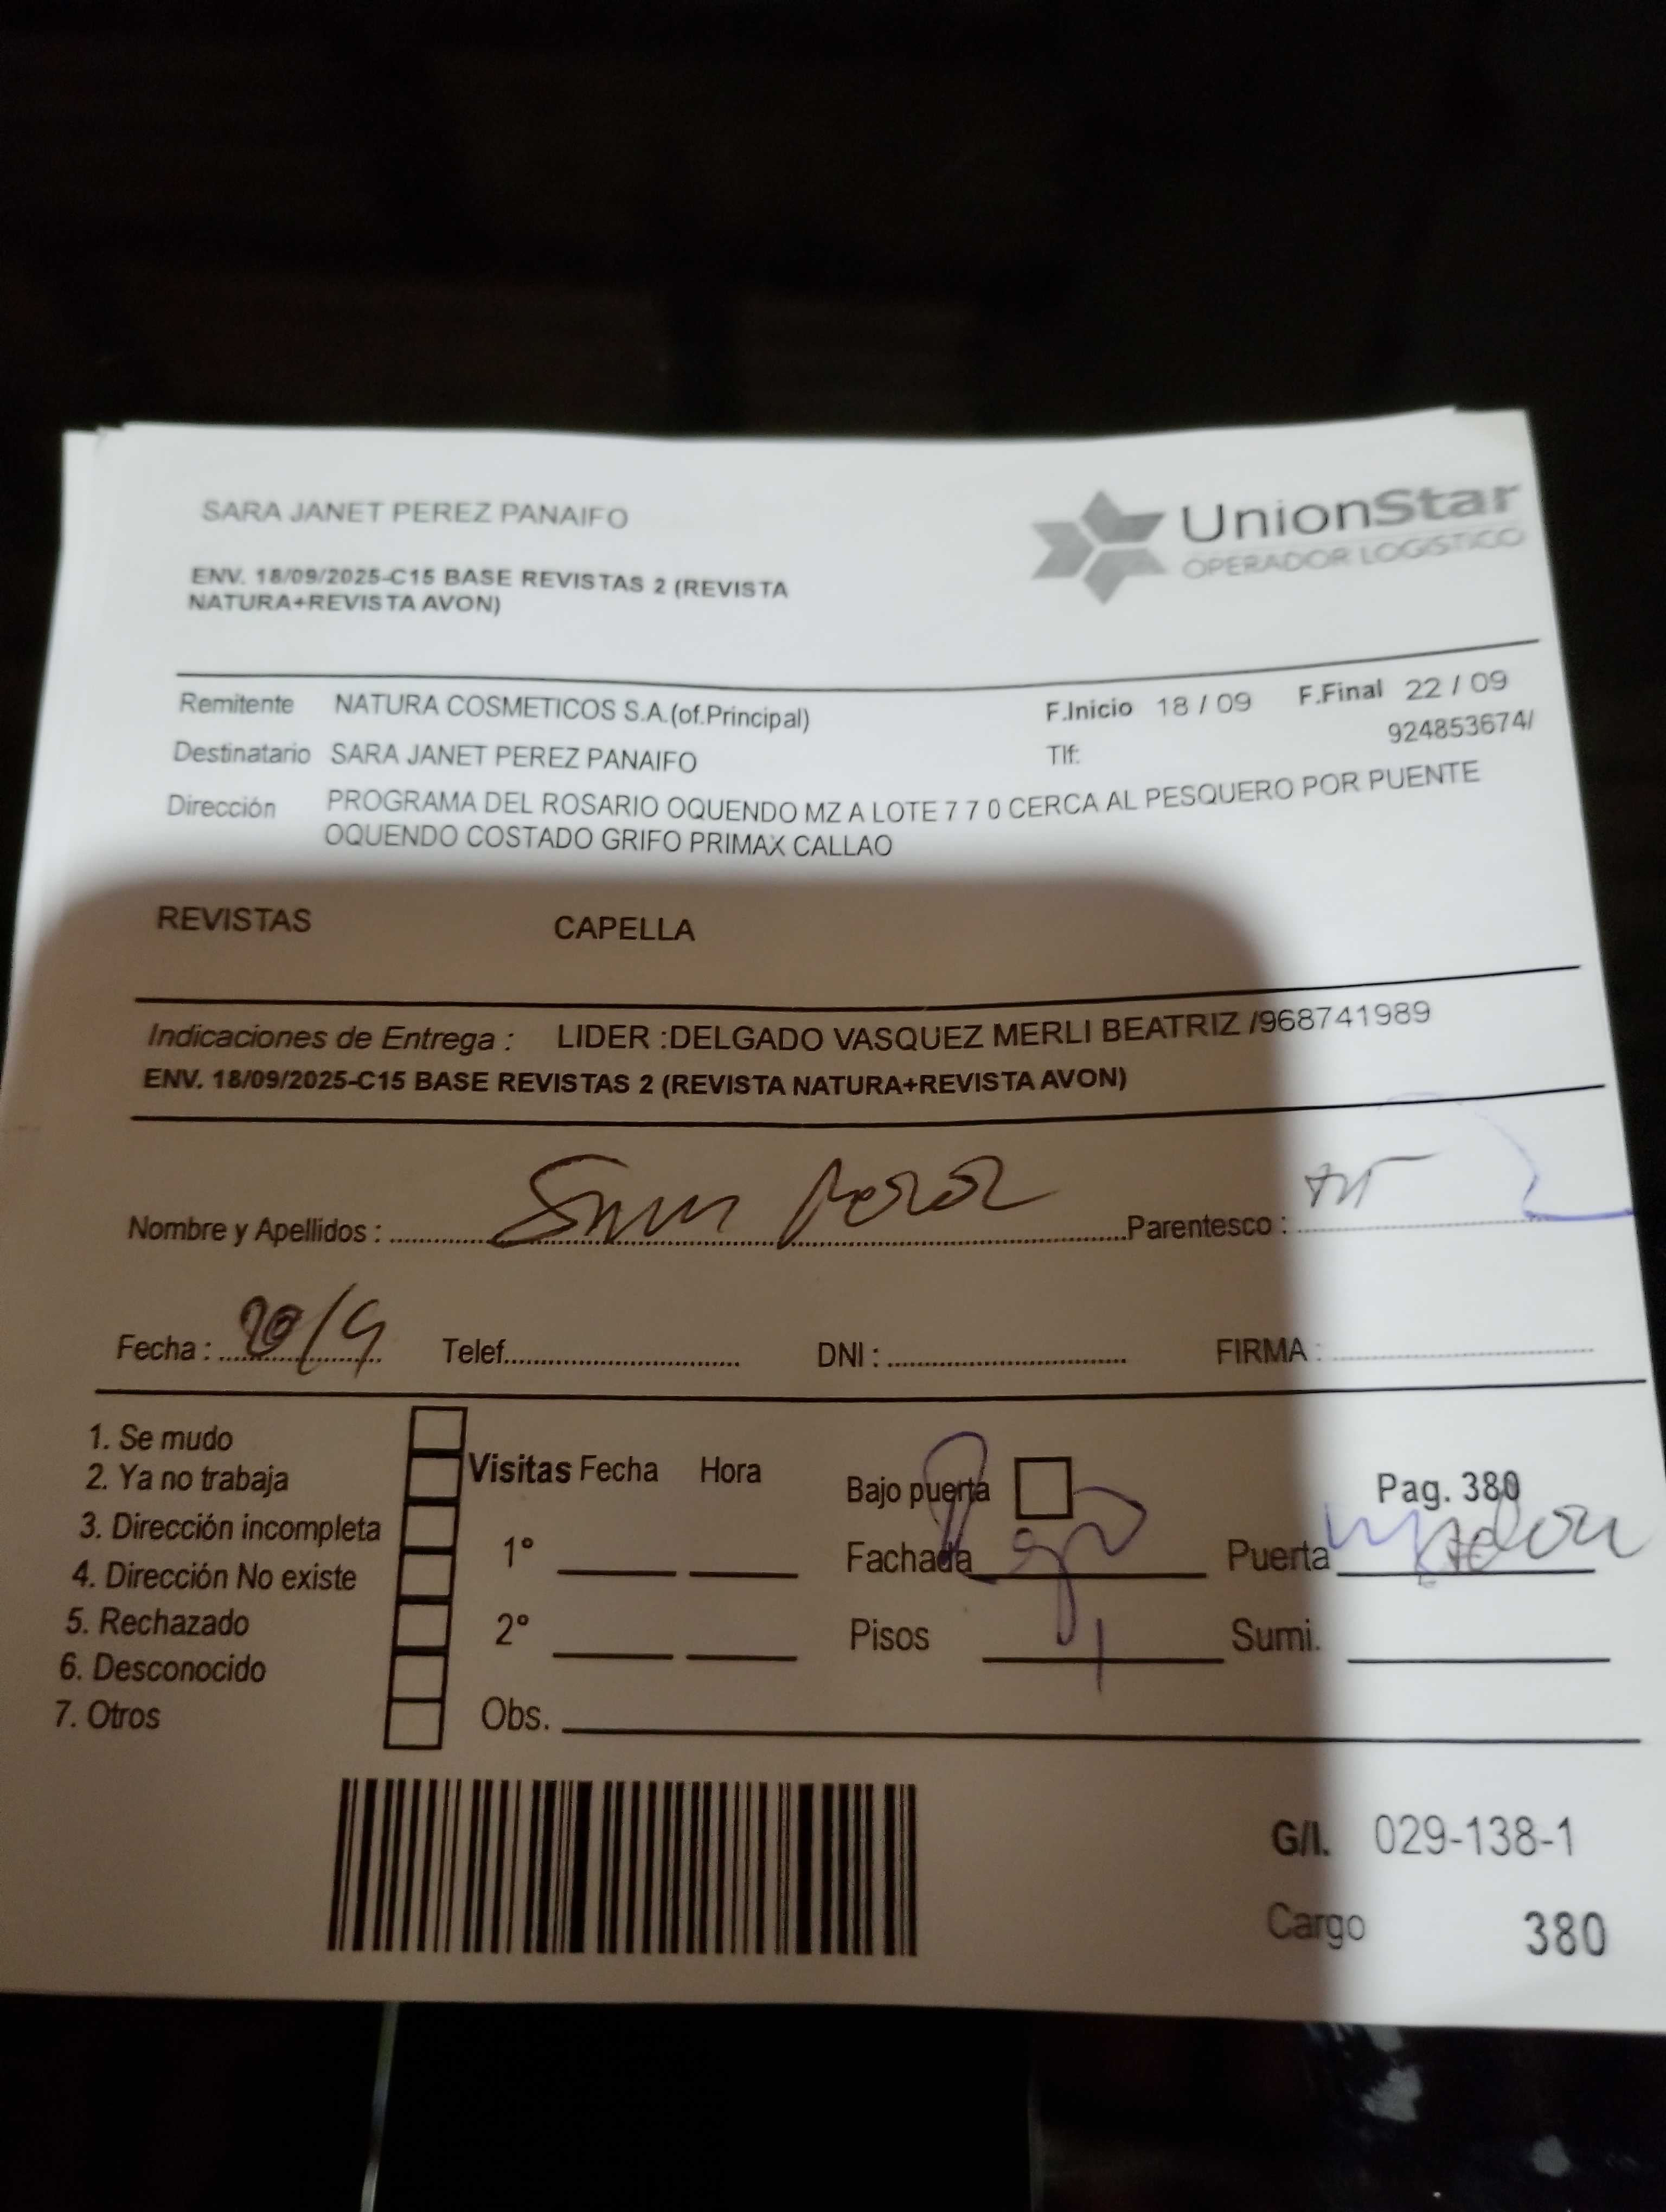 SARA JANET PEREZ PANAIFO
UnionStar
OPERADOR LOGISTICO
ENV. 18/09/2025-C15 BASE REVISTAS 2 (REVISTA
NATURA+REVISTA AVON)
Remitente NATURA COSMETICOS S.A.(of.Principal) F.Inicio 18 / 09 F.Final 22 / 09
Destinatario SARA JANET PEREZ PANAIFO Tlf: 924853674/
Dirección PROGRAMA DEL ROSARIO OQUENDO MZ A LOTE 7 7 0 CERCA AL PESQUERO POR PUENTE
OQUENDO COSTADO GRIFO PRIMAX CALLAO
REVISTAS CAPELLA
Indicaciones de Entrega : LIDER :DELGADO VASQUEZ MERLI BEATRIZ /968741989
ENV. 18/09/2025-C15 BASE REVISTAS 2 (REVISTA NATURA+REVISTA AVON)
Nombre y Apellidos : Perez Parentesco : TIT
Fecha : 20/9 Telef. DNI : FIRMA :
1. Se mudo
2. Ya no trabaja
3. Dirección incompleta
4. Dirección No existe
5. Rechazado
6. Desconocido
7. Otros
Visitas Fecha Hora
1°
2°
Obs.
Bajo puerta Pag. 380
Fachada Puerta
Pisos 1 Sumi.
G/I. 029-138-1
Cargo 380